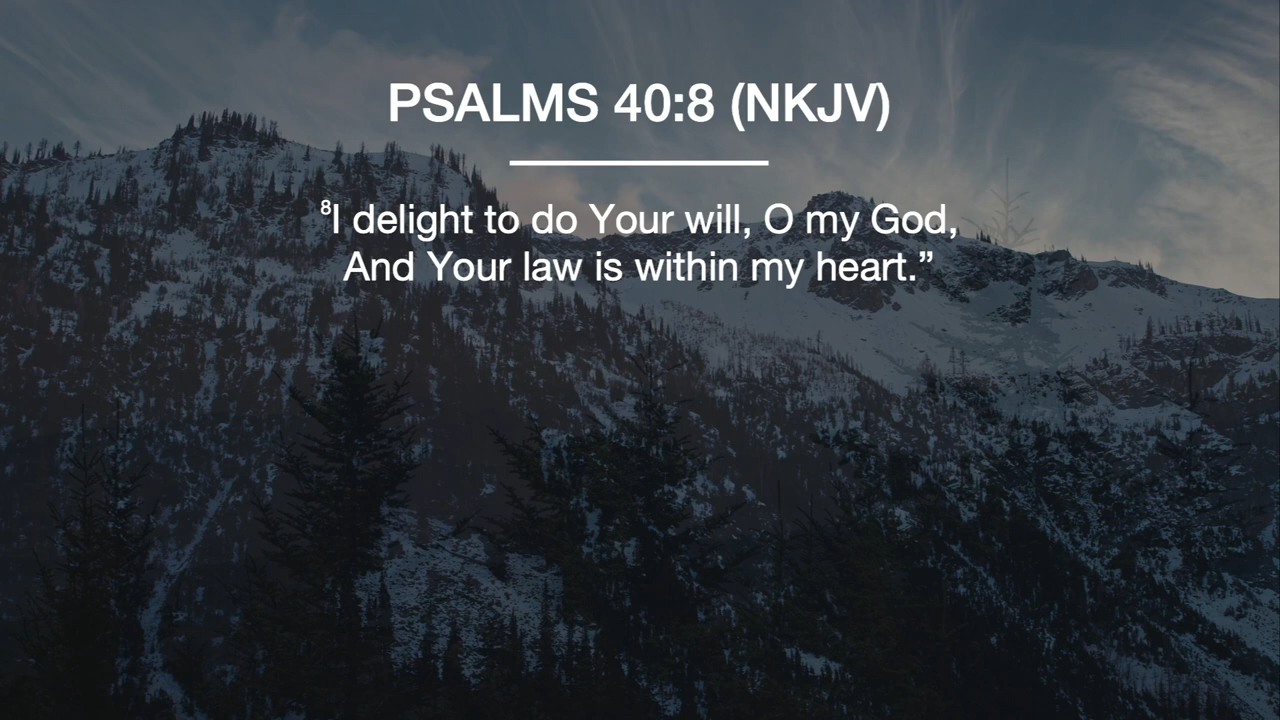 PSALMS 40:8 (NKJV)
⁸I delight to do Your will, O my God,
And Your law is within my heart.”